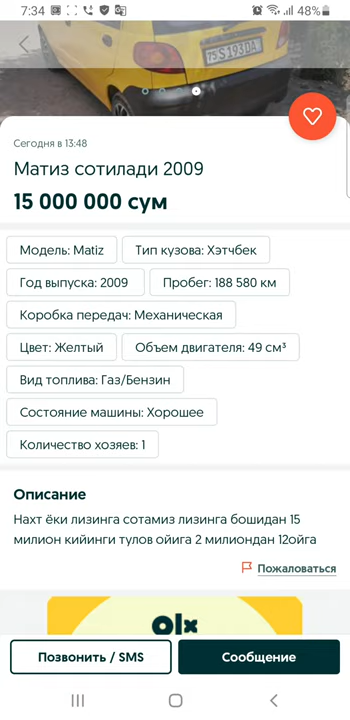 7:34
48%
75 S 193 DA
Сегодня в 13:48
Матиз сотилади 2009
15 000 000 сум
Модель: Matiz
Тип кузова: Хэтчбек
Год выпуска: 2009
Пробег: 188 580 км
Коробка передач: Механическая
Цвет: Желтый
Объем двигателя: 49 см³
Вид топлива: Газ/Бензин
Состояние машины: Хорошее
Количество хозяев: 1
Описание
Нахт ёки лизинга сотамиз лизинга бошидан 15
милион кийинги тулов ойига 2 милиондан 12ойга
Пожаловаться
olx
Позвонить / SMS
Сообщение